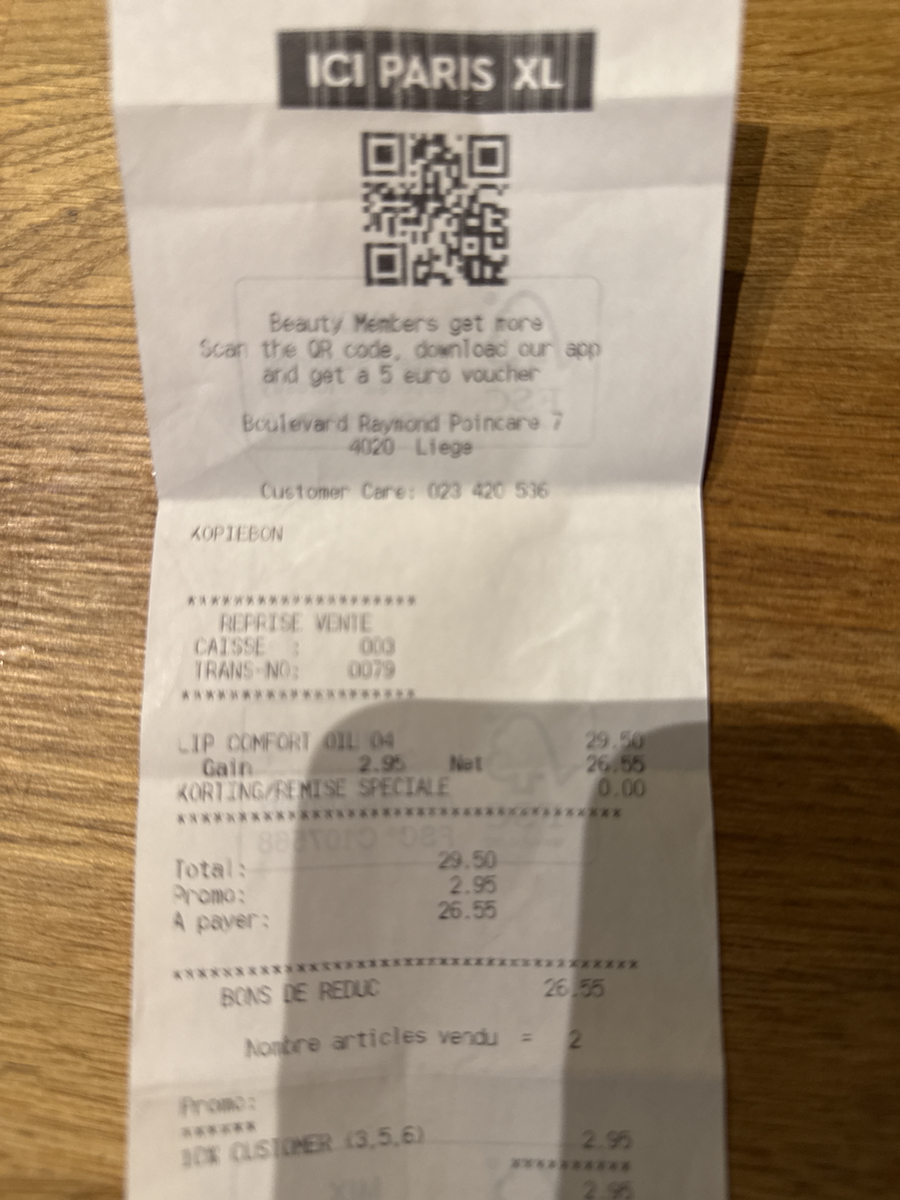 ICI PARIS XL
Beauty Members get more
Scan the QR code, download our app
and get a 5 euro voucher
Boulevard Raymond Poincare 7
4020 Liege
Customer Care: 023 420 536
KOPIEBON
********************
REPRISE VENTE
CAISSE : 003
TRANS-NO: 0079
********************
LIP COMFORT OIL 04 29.50
Gain 2.95 Net 26.55
KORTING/REMISE SPECIALE 0.00
**************************************
Total: 29.50
Promo: 2.95
A payer: 26.55
****************************************
BONS DE REDUC 26.55
Nombre articles vendu = 2
Promo:
******
10% CUSTOMER (3,5,6) 2.95
**********
2.95